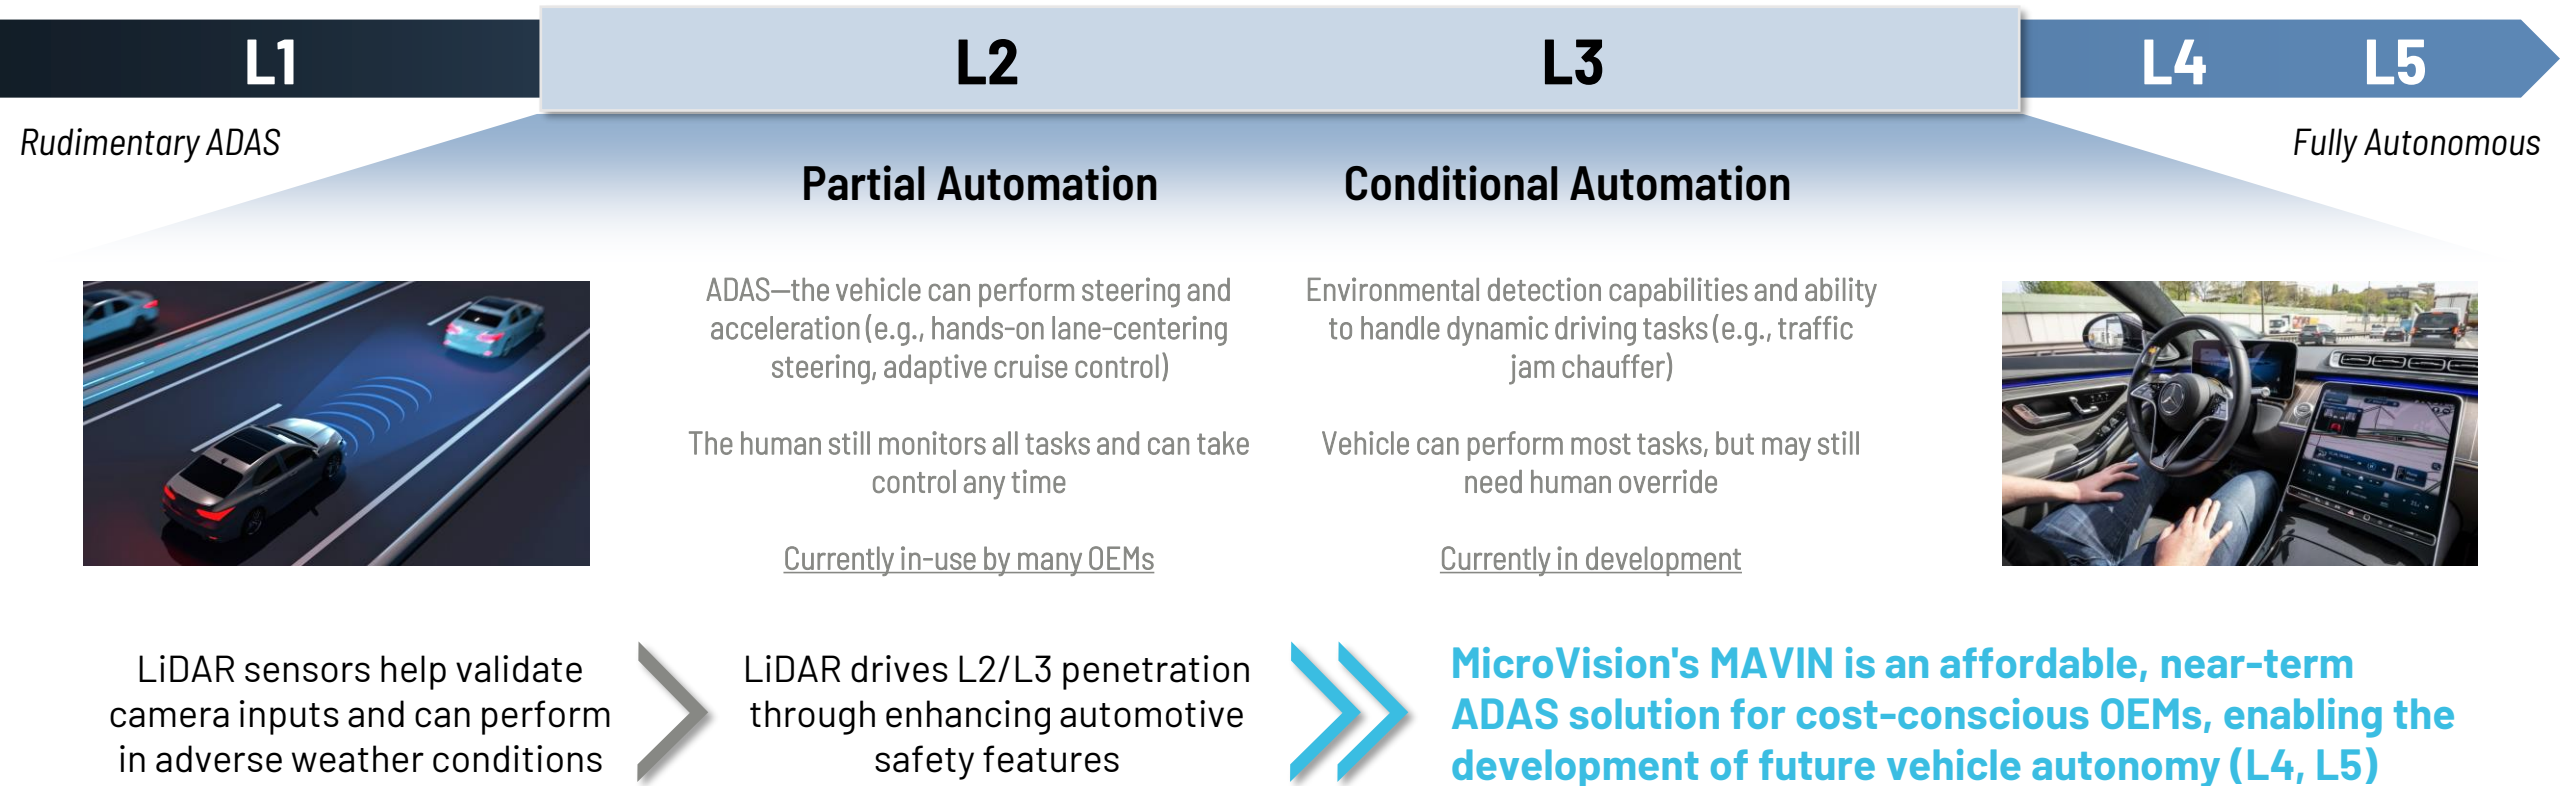 L1
L2
L3
L4
L5
Rudimentary ADAS
Fully Autonomous
Partial Automation
Conditional Automation
ADAS—the vehicle can perform steering and
acceleration (e.g., hands-on lane-centering
steering, adaptive cruise control)
The human still monitors all tasks and can take
control any time
Currently in-use by many OEMs
Environmental detection capabilities and ability
to handle dynamic driving tasks (e.g., traffic
jam chauffer)
Vehicle can perform most tasks, but may still
need human override
Currently in development
LiDAR sensors help validate
camera inputs and can perform
in adverse weather conditions
LiDAR drives L2/L3 penetration
through enhancing automotive
safety features
MicroVision's MAVIN is an affordable, near-term
ADAS solution for cost-conscious OEMs, enabling the
development of future vehicle autonomy (L4, L5)